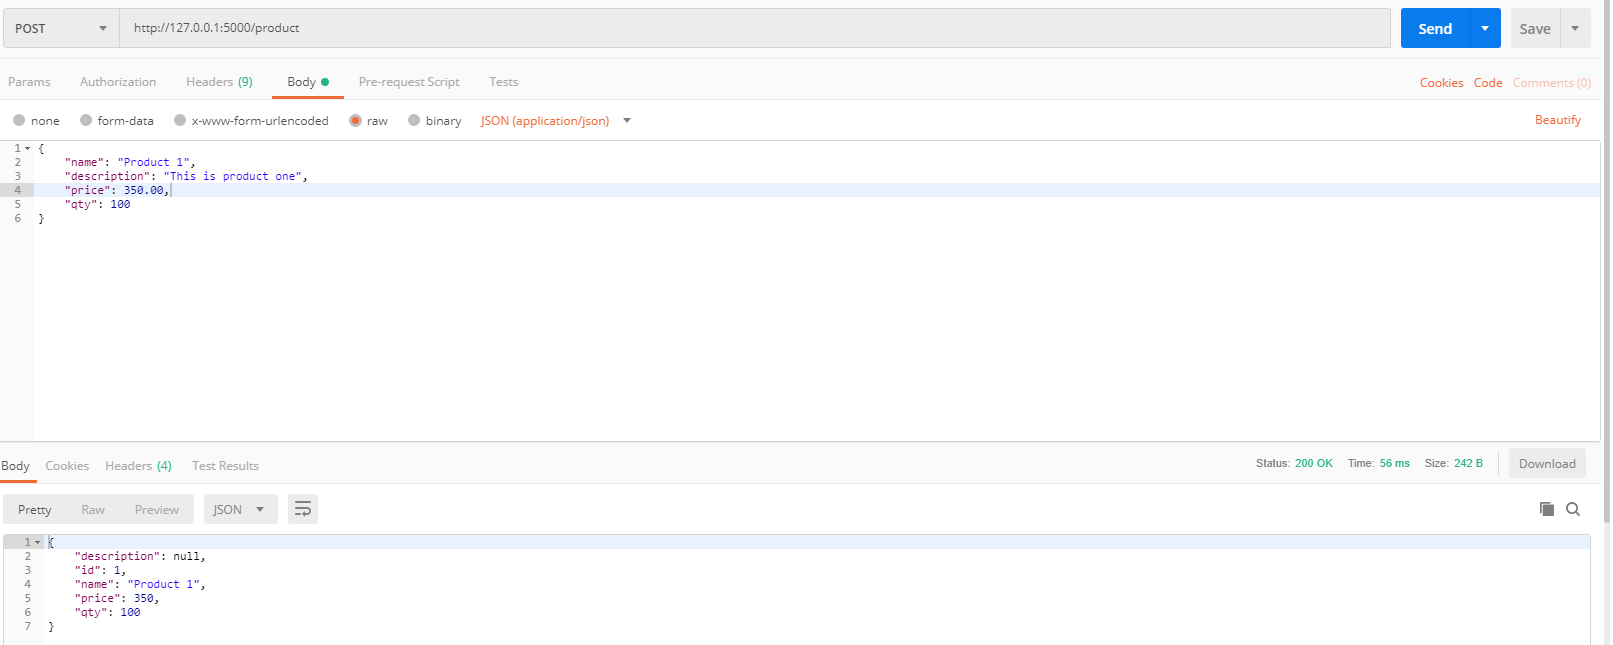 POST http://127.0.0.1:5000/product Send Save
Params Authorization Headers (9) Body Pre-request Script Tests Cookies Code Comments (0)
none form-data x-www-form-urlencoded raw binary JSON (application/json) Beautify
1 {
2 "name": "Product 1",
3 "description": "This is product one",
4 "price": 350.00,
5 "qty": 100
6 }
Body Cookies Headers (4) Test Results Status: 200 OK Time: 56 ms Size: 242 B Download
Pretty Raw Preview JSON
1 {
2 "description": null,
3 "id": 1,
4 "name": "Product 1",
5 "price": 350,
6 "qty": 100
7 }